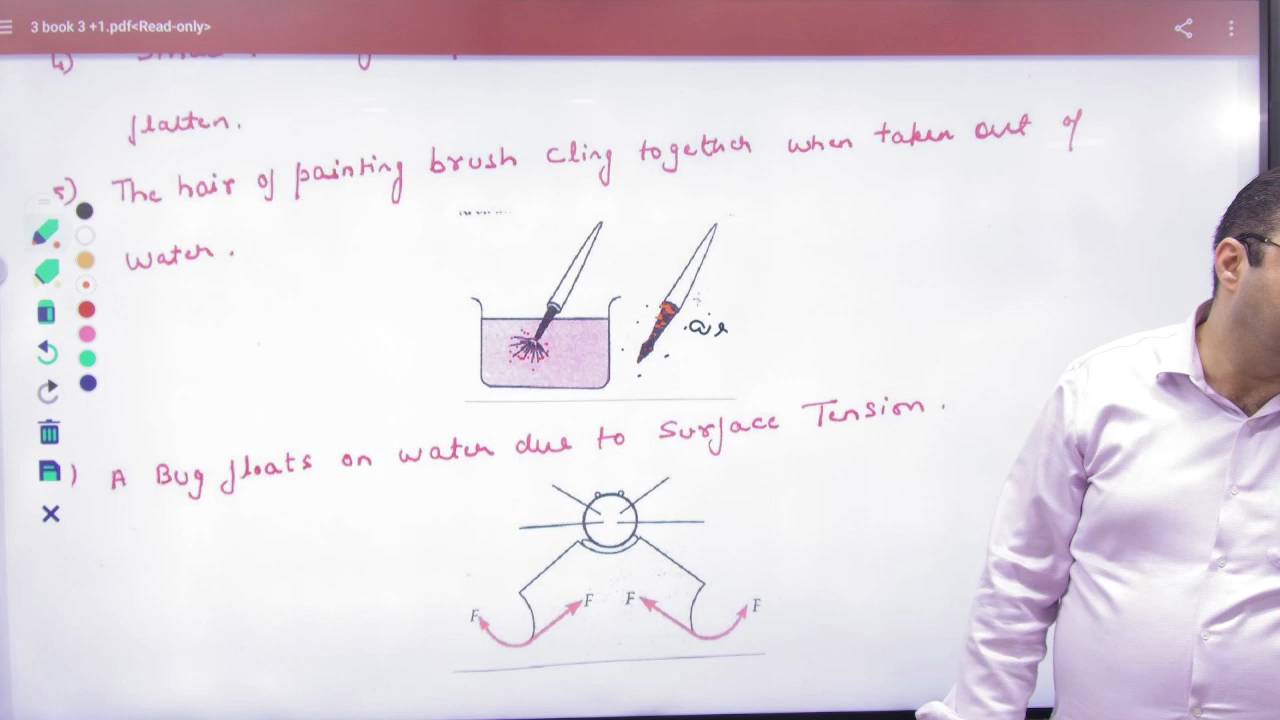 3 book 3 +1.pdf<Read-only>
4)
flatten.
5) The hair of painting brush cling together when taken out of
water.
air
) A Bug floats on water due to Surface Tension.
F F F F